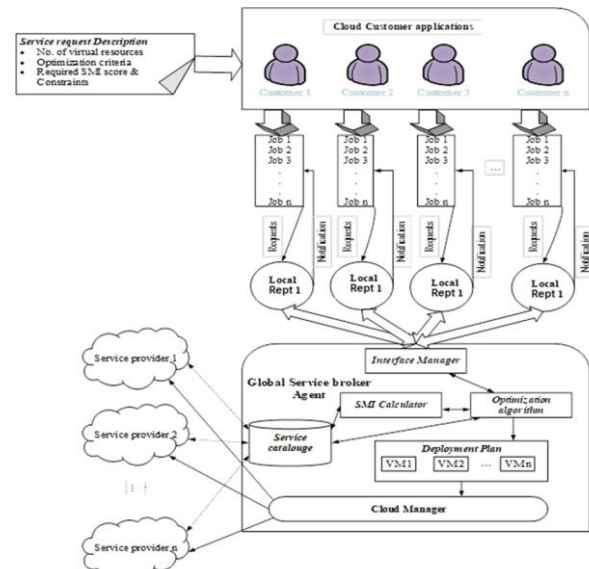 Cloud Customer applications
Service request Description
• No. of virtual resources
• Optimization criteria
• Required SMI score &
Constraints
Customer 1
Customer 2
Customer 3
Customer n
Job 1
Job 2
Job 3
.
.
.
Job n
Job 1
Job 2
Job 3
.
.
.
Job n
Job 1
Job 2
Job 3
.
.
.
Job n
...
Job 1
Job 2
Job 3
.
.
.
Job n
Requests
Notification
Requests
Notification
Requests
Notification
Requests
Notification
Local
Rept 1
Local
Rept 1
Local
Rept 1
Local
Rept 1
Interface Manager
Global Service broker
Agent
SMI Calculator
Optimization
algorithm
Service
catalouge
Deployment Plan
VM1 VM2 ... VMn
Cloud Manager
Service provider 1
Service provider 2
...
Service provider n